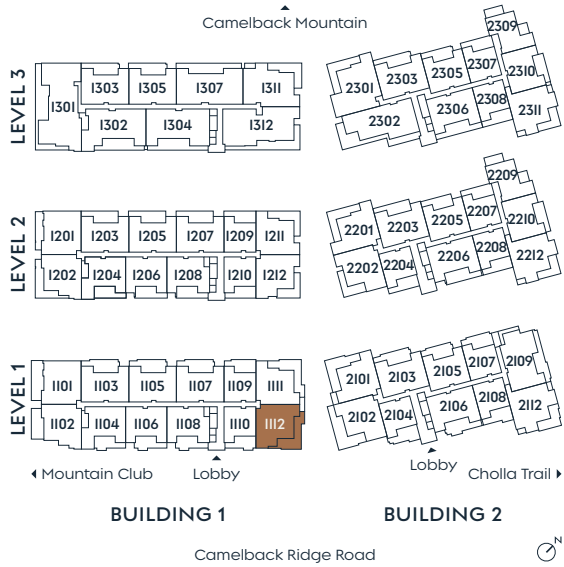 Camelback Mountain
LEVEL 3
1301 1303 1305 1307 1311
1302 1304 1312
2301 2303 2305 2307 2309 2310
2302 2306 2308 2311
LEVEL 2
1201 1203 1205 1207 1209 1211
1202 1204 1206 1208 1210 1212
2201 2203 2205 2207 2209 2210
2202 2204 2206 2208 2212
LEVEL 1
1101 1103 1105 1107 1109 1111
1102 1104 1106 1108 1110 1112
2101 2103 2105 2107 2109
2102 2104 2106 2108 2112
Mountain Club Lobby
Lobby Cholla Trail
BUILDING 1 BUILDING 2
Camelback Ridge Road
N